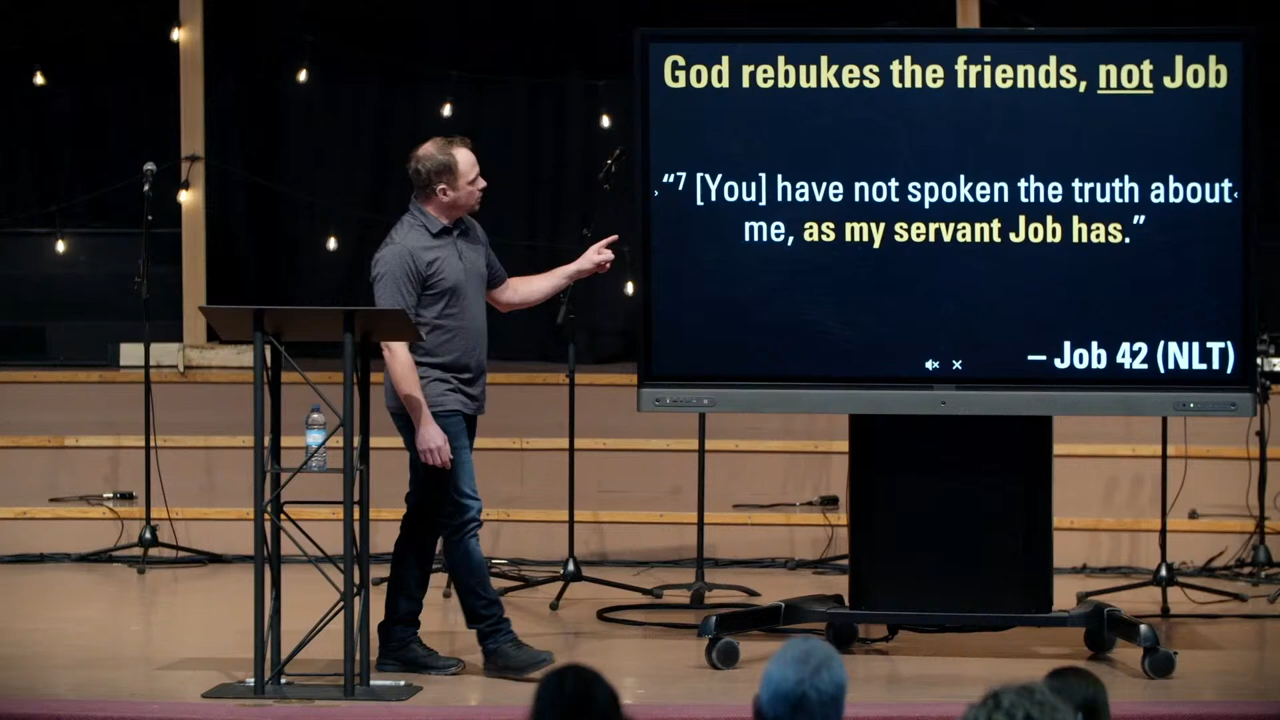 God rebukes the friends, not Job
“7 [You] have not spoken the truth about
me, as my servant Job has.”
– Job 42 (NLT)